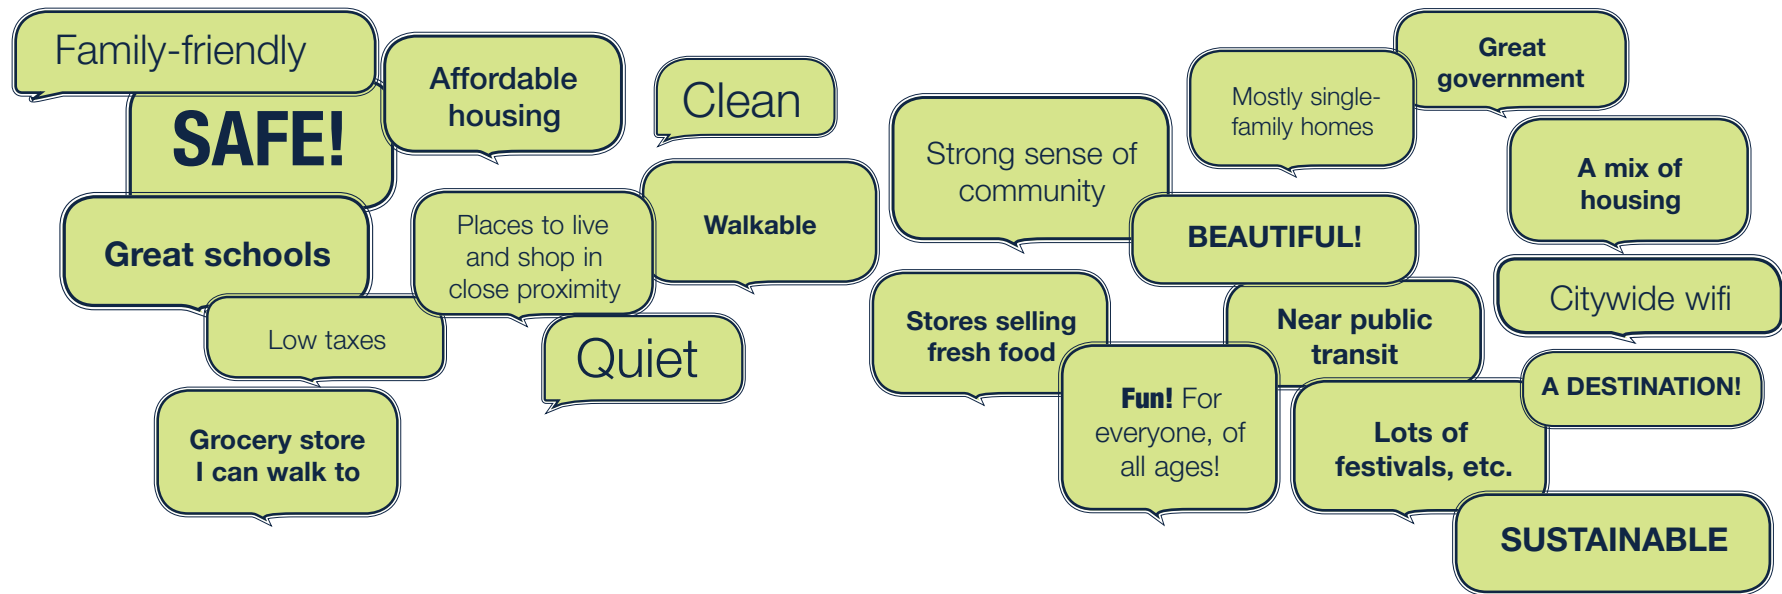 Family-friendly
SAFE!
Affordable
housing
Clean
Great schools
Places to live
and shop in
close proximity
Walkable
Low taxes
Quiet
Grocery store
I can walk to
Great
government
Mostly single-
family homes
Strong sense of
community
A mix of
housing
BEAUTIFUL!
Citywide wifi
Stores selling
fresh food
Near public
transit
A DESTINATION!
Fun! For
everyone, of
all ages!
Lots of
festivals, etc.
SUSTAINABLE